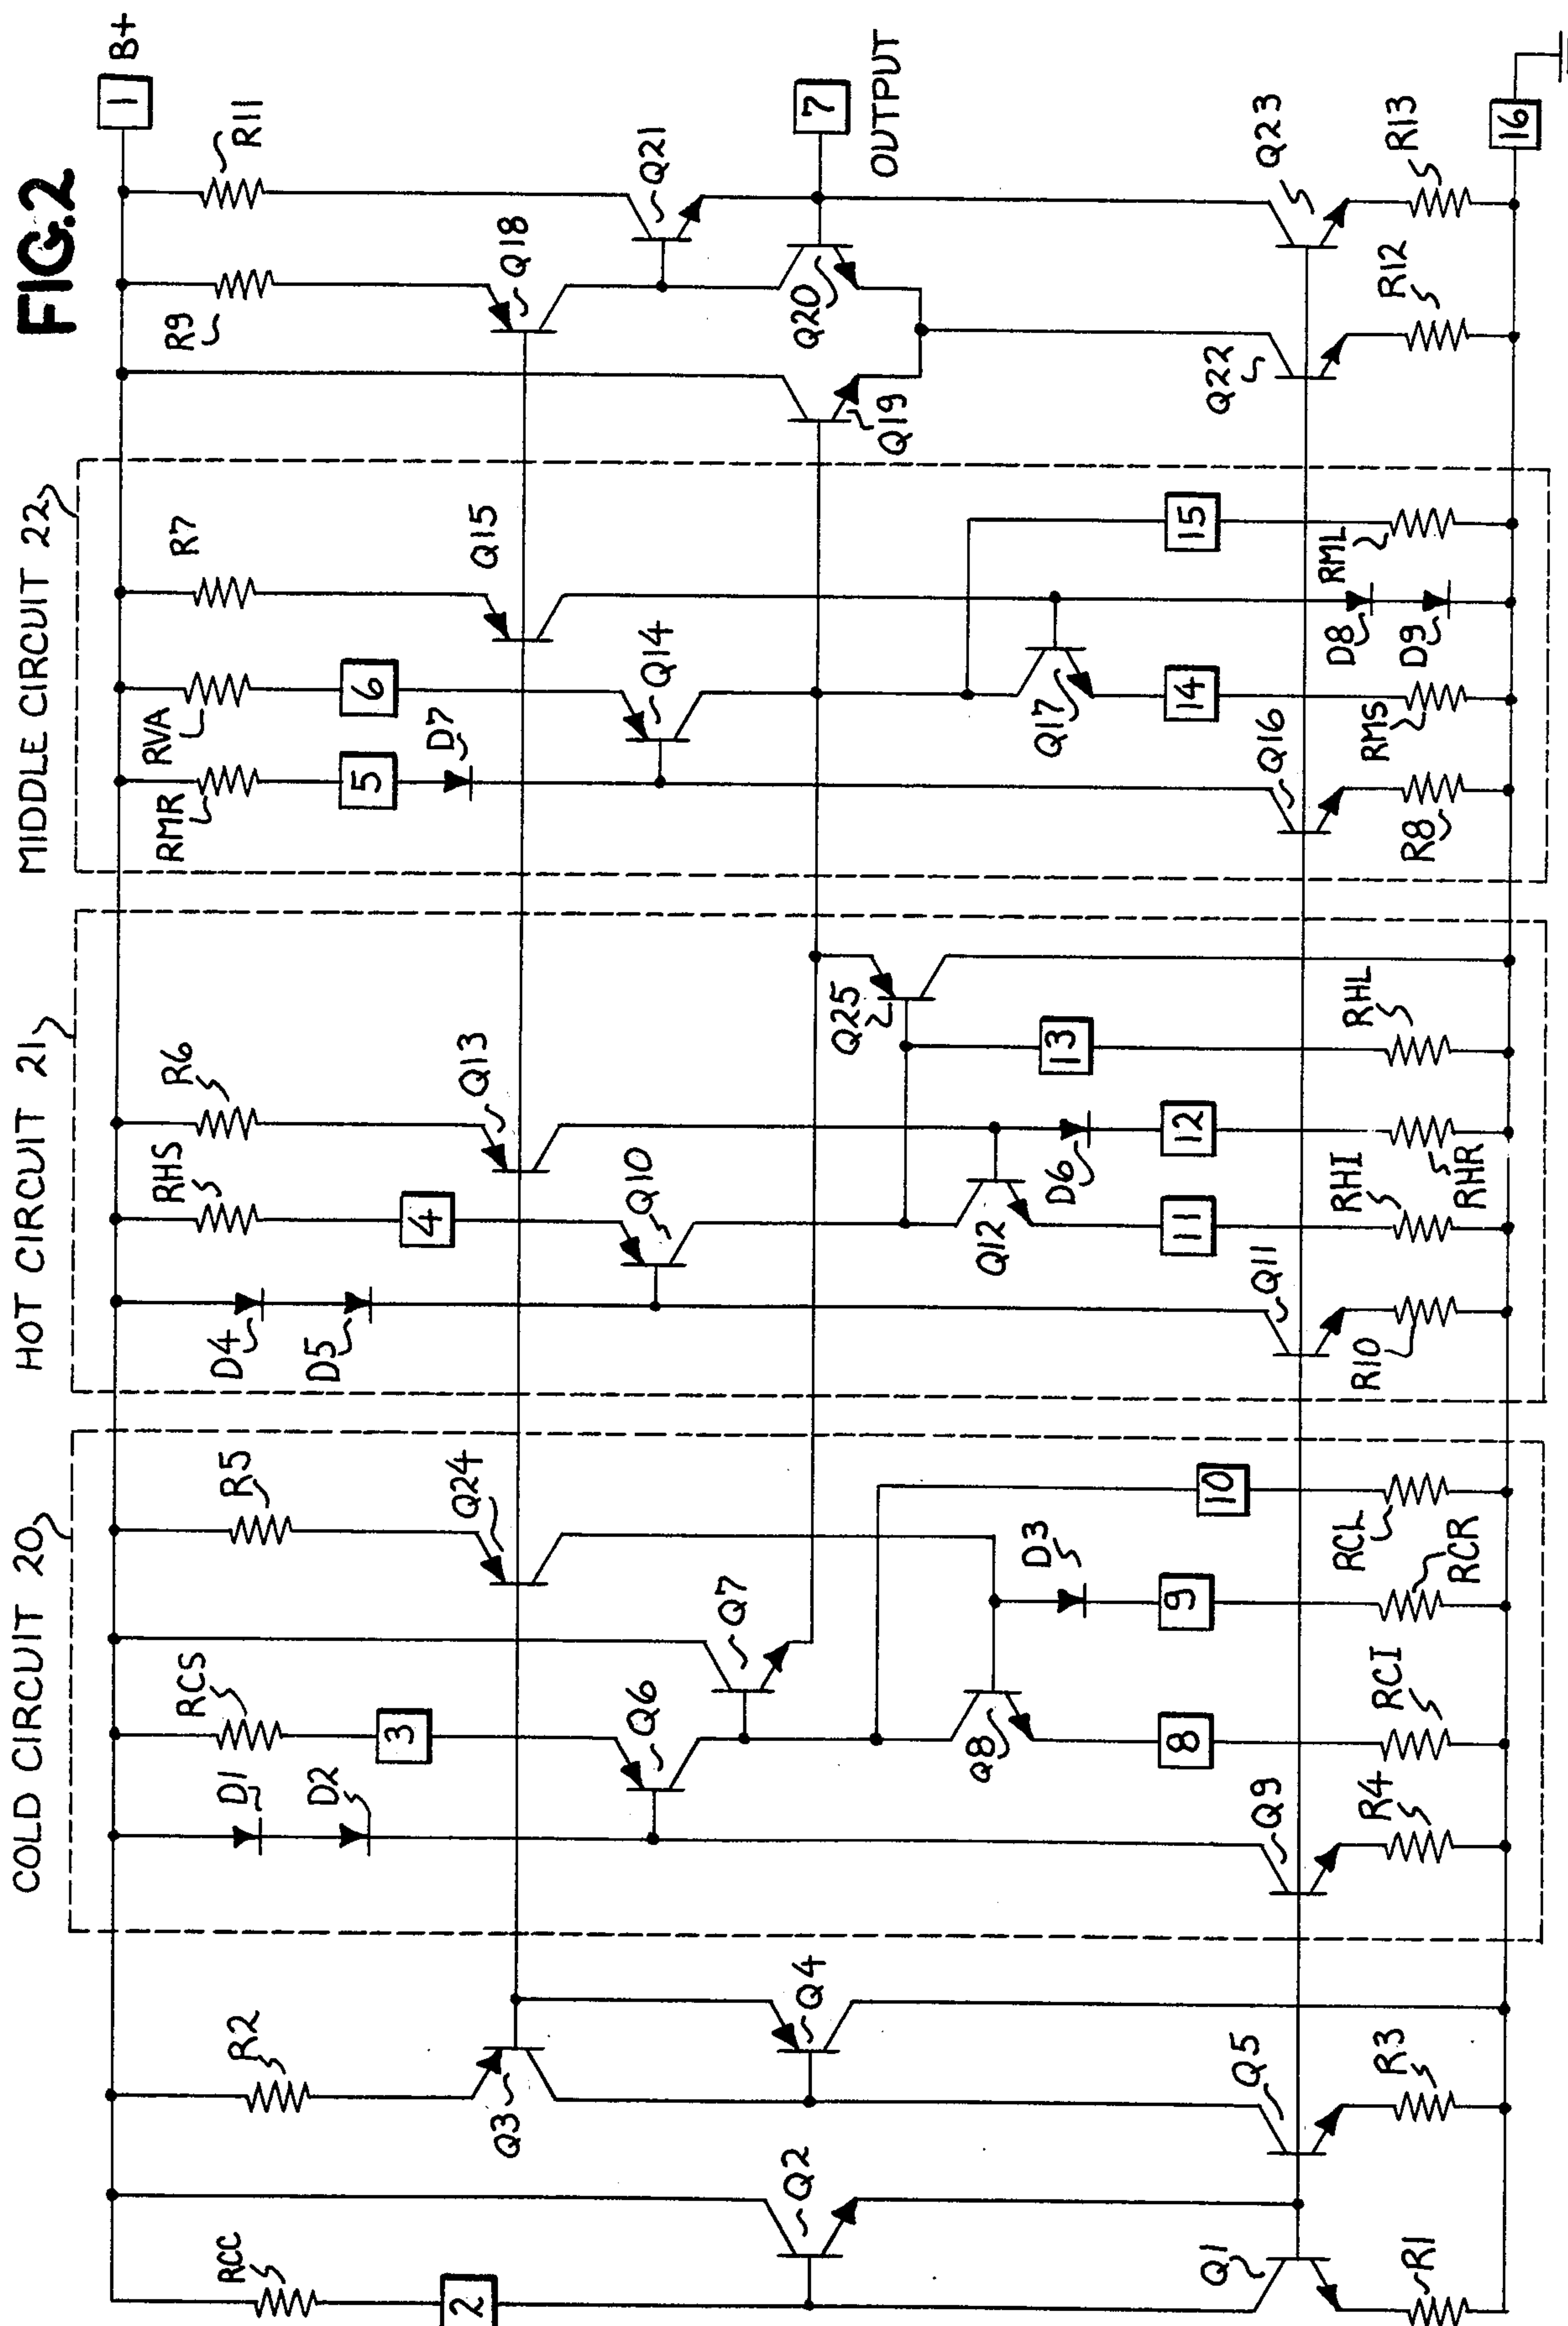 FIG.2
COLD CIRCUIT 20
HOT CIRCUIT 21
MIDDLE CIRCUIT 22
1
B+
RCC
R2
D1
D2
RCS
R5
RHS
R6
D4
D5
RMR
RVA
R7
R9
R11
2
3
4
5
6
D7
Q3
Q24
Q13
Q15
Q18
Q2
Q4
Q6
Q7
Q10
Q14
Q21
Q25
Q19
Q20
7
OUTPUT
Q8
D3
Q12
D6
Q17
8
9
10
11
12
13
14
15
Q1
Q5
Q9
Q11
Q16
Q22
Q23
D8
D9
R1
R3
R4
RCI
RCR
RCL
R10
RHI
RHR
RHL
R8
RMS
RML
R12
R13
16